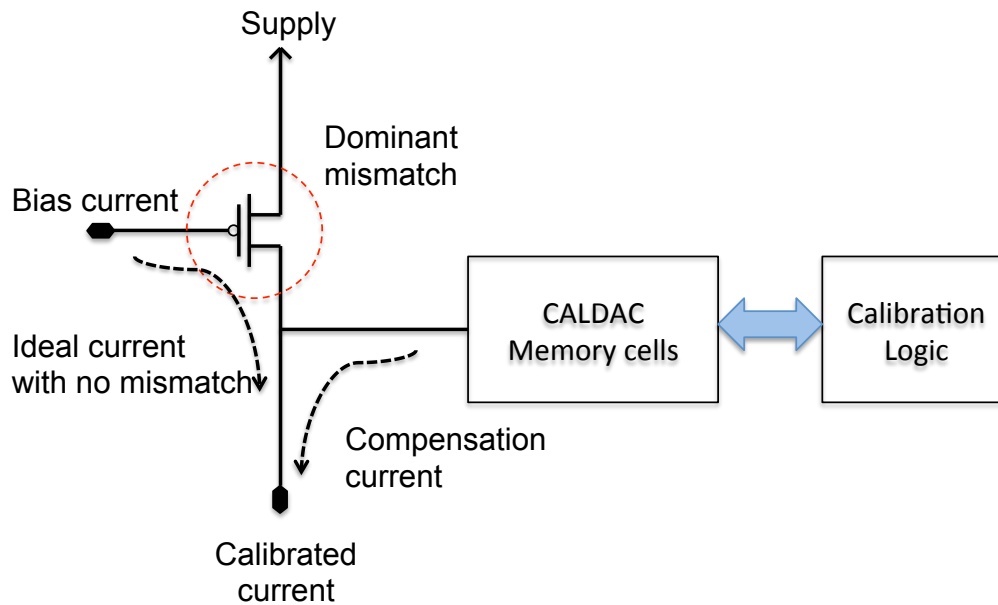 Supply
Dominant
mismatch
Bias current
Ideal current
with no mismatch
CALDAC
Memory cells
Calibration
Logic
Compensation
current
Calibrated
current